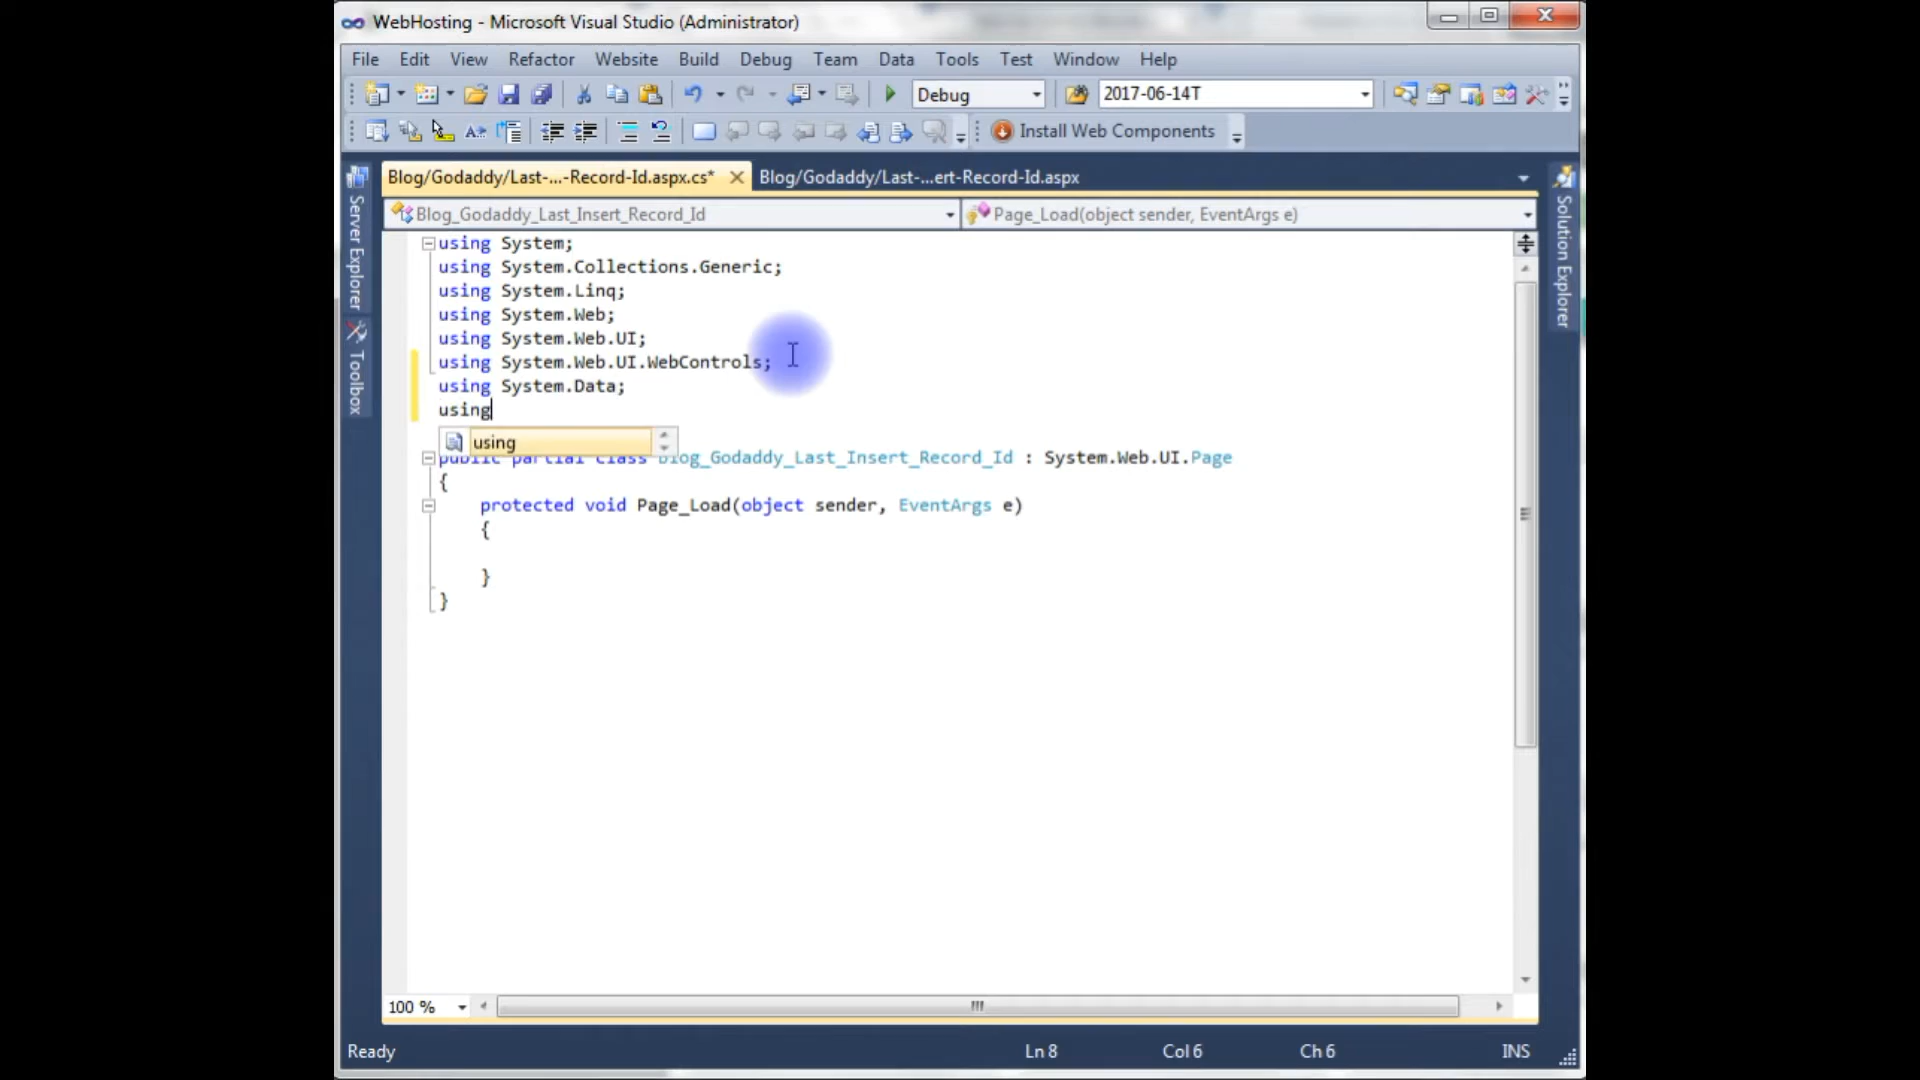 WebHosting - Microsoft Visual Studio (Administrator)
File Edit View Refactor Website Build Debug Team Data Tools Test Window Help
Debug 2017-06-14T
Install Web Components
Blog/Godaddy/Last-...-Record-Id.aspx.cs* Blog/Godaddy/Last-...ert-Record-Id.aspx
Blog_Godaddy_Last_Insert_Record_Id Page_Load(object sender, EventArgs e)
Server Explorer
Toolbox
Solution Explorer
using System;
using System.Collections.Generic;
using System.Linq;
using System.Web;
using System.Web.UI;
using System.Web.UI.WebControls;
using System.Data;
using
using
public partial class Blog_Godaddy_Last_Insert_Record_Id : System.Web.UI.Page
{
protected void Page_Load(object sender, EventArgs e)
{
}
}
100 %
Ready Ln 8 Col 6 Ch 6 INS